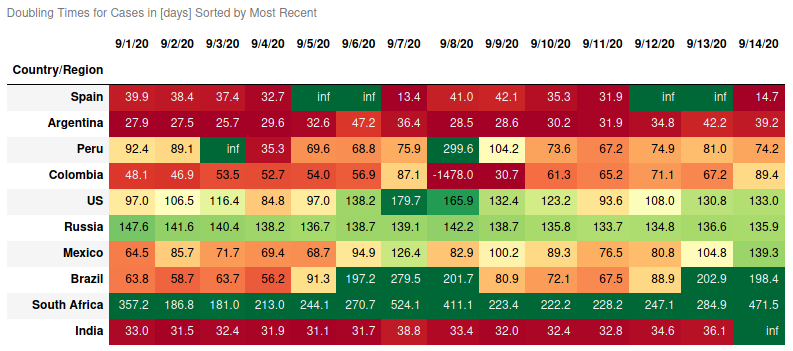 Doubling Times for Cases in [days] Sorted by Most Recent
9/1/20 9/2/20 9/3/20 9/4/20 9/5/20 9/6/20 9/7/20 9/8/20 9/9/20 9/10/20 9/11/20 9/12/20 9/13/20 9/14/20
Country/Region
Spain 39.9 38.4 37.4 32.7 inf inf 13.4 41.0 42.1 35.3 31.9 inf inf 14.7
Argentina 27.9 27.5 25.7 29.6 32.6 47.2 36.4 28.5 28.6 30.2 31.9 34.8 42.2 39.2
Peru 92.4 89.1 inf 35.3 69.6 68.8 75.9 299.6 104.2 73.6 67.2 74.9 81.0 74.2
Colombia 48.1 46.9 53.5 52.7 54.0 56.9 87.1 -1478.0 30.7 61.3 65.2 71.1 67.2 89.4
US 97.0 106.5 116.4 84.8 97.0 138.2 179.7 165.9 132.4 123.2 93.6 108.0 130.8 133.0
Russia 147.6 141.6 140.4 138.2 136.7 138.7 139.1 142.2 138.7 135.8 133.7 134.8 136.6 135.9
Mexico 64.5 85.7 71.7 69.4 68.7 94.9 126.4 82.9 100.2 89.3 76.5 80.8 104.8 139.3
Brazil 63.8 58.7 63.7 56.2 91.3 197.2 279.5 201.7 80.9 72.1 67.5 88.9 202.9 198.4
South Africa 357.2 186.8 181.0 213.0 244.1 270.7 524.1 411.1 223.4 222.2 228.2 247.1 284.9 471.5
India 33.0 31.5 32.4 31.9 31.1 31.7 38.8 33.4 32.0 32.4 32.8 34.6 36.1 inf